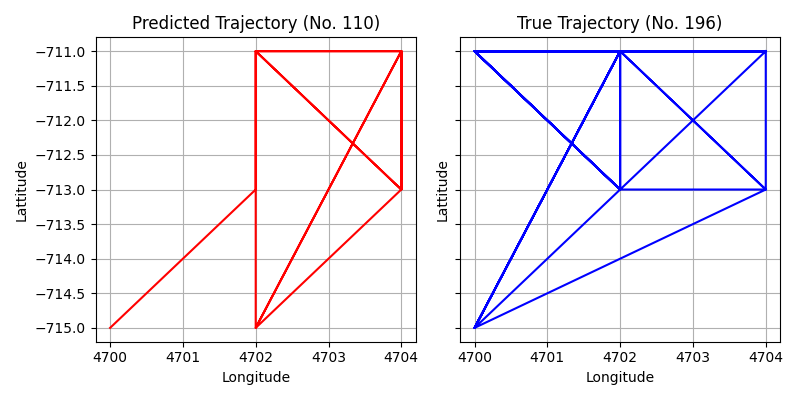 Predicted Trajectory (No. 110)
True Trajectory (No. 196)
Lattitude
−711.0
−711.5
−712.0
−712.5
−713.0
−713.5
−714.0
−714.5
−715.0
4700 4701 4702 4703 4704
Longitude
Lattitude
4700 4701 4702 4703 4704
Longitude